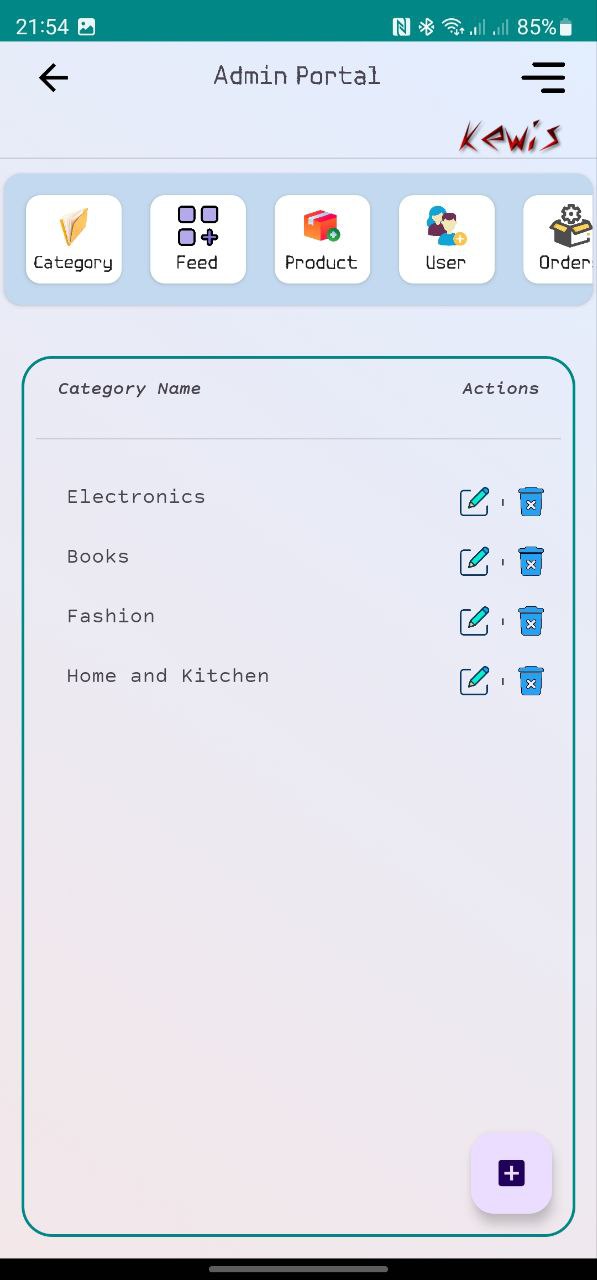 21:54 85%
Admin Portal
Kewis
Category Feed Product User Order
Category Name Actions
Electronics
Books
Fashion
Home and Kitchen